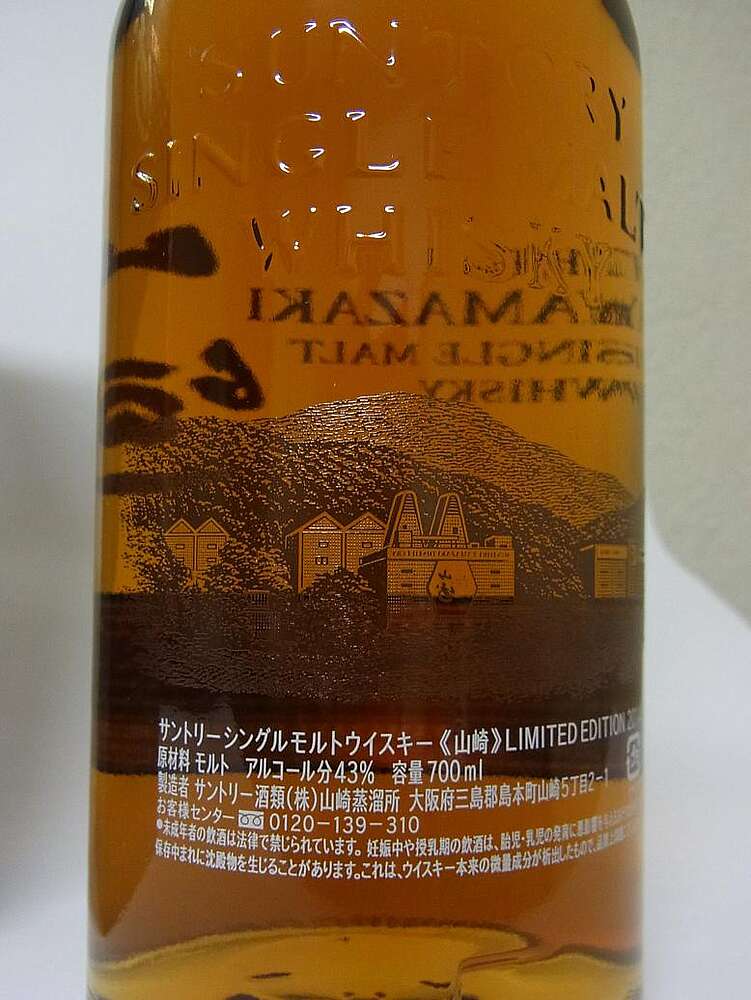 SUNTORY
SINGLE MALT
WHISKY
YAMAZAKI
SINGLE MALT
WHISKY
山崎
サントリーシングルモルトウイスキー《山崎》LIMITED EDITION
原材料 モルト アルコール分43% 容量700ml
製造者 サントリー酒類(株)山崎蒸溜所 大阪府三島郡島本町山崎5丁目2-1
お客様センター 0120-139-310
●未成年者の飲酒は法律で禁じられています。妊娠中や授乳期の飲酒は、胎児・乳児の発育に悪影響を
保存中まれに沈殿物を生じることがあります。これは、ウイスキー本来の微量成分が析出したもので、品質上